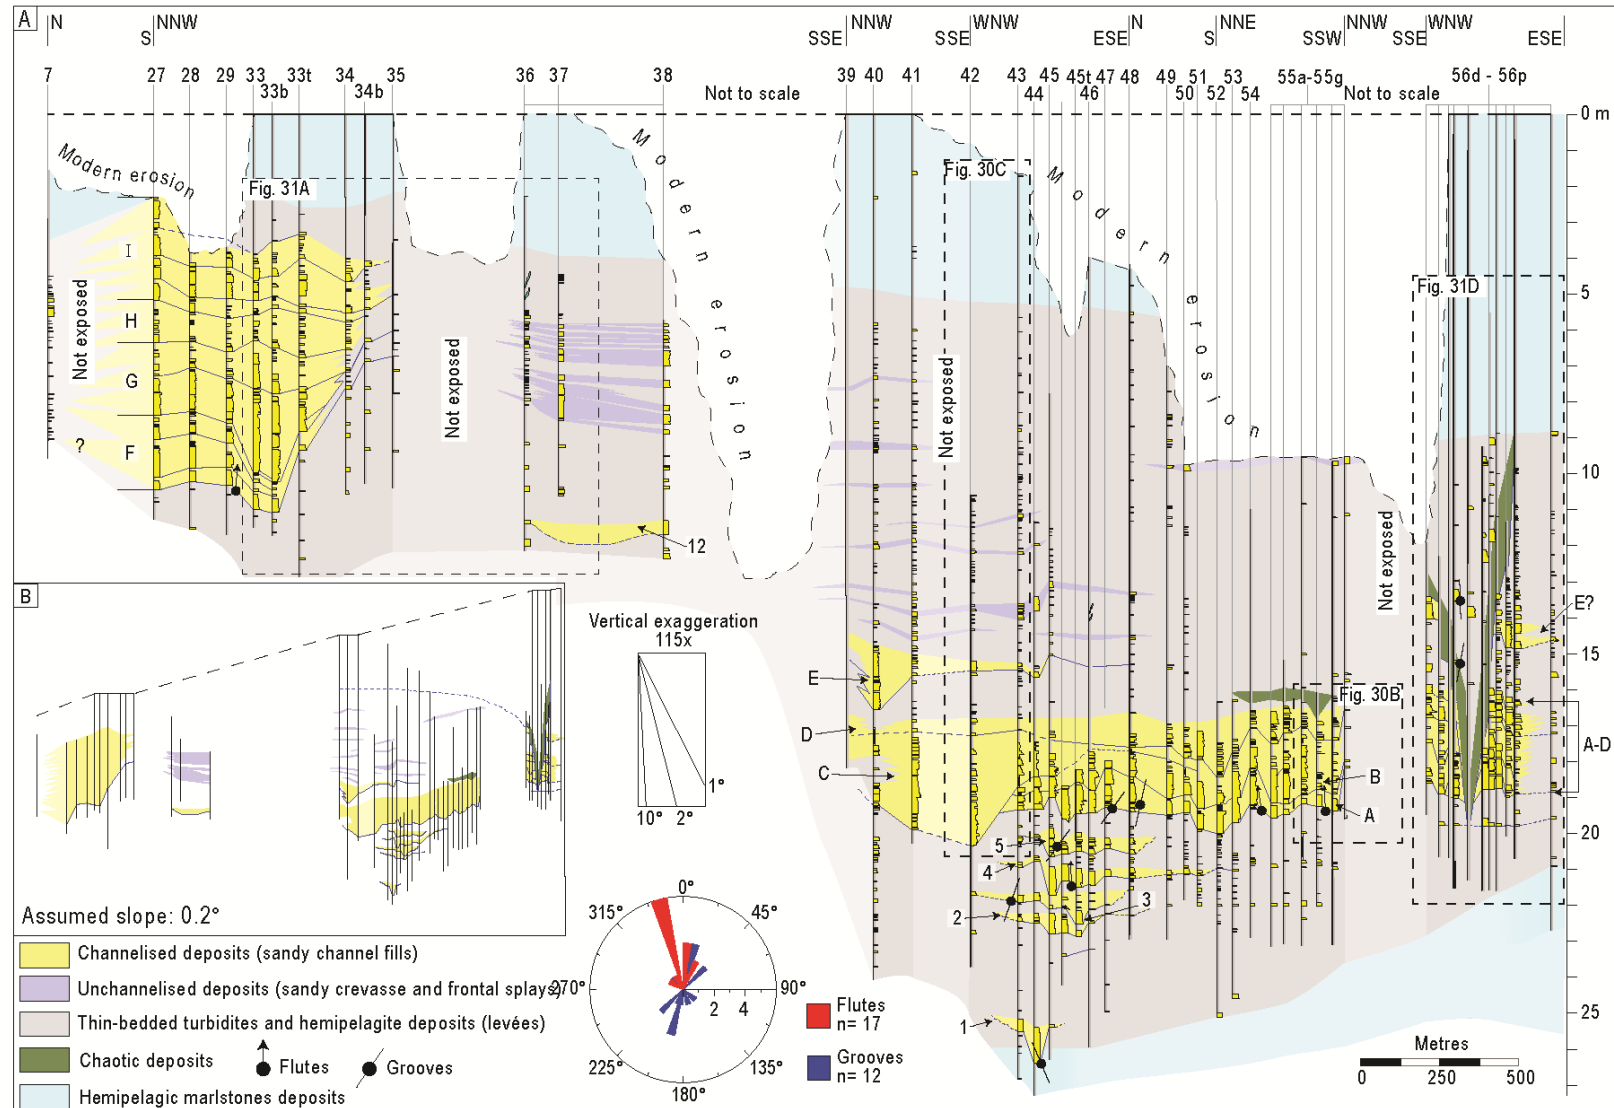 A
N
S
NNW
SSE
NNW
SSE
WNW
ESE
N
S
NNE
SSW
NNW
SSE
WNW
ESE
7
27
28
29
33
33b
33t
34
34b
35
36
37
38
Not to scale
39
40
41
42
43
44
45
45t
46
47
48
49
50
51
52
53
54
55a-55g
Not to scale
56d - 56p
0 m
5
10
15
20
25
Modern erosion
Modern erosion
Modern erosion
Fig. 31A
Fig. 30C
Fig. 31D
Fig. 30B
Not exposed
Not exposed
Not exposed
Not exposed
I
H
G
F
?
12
E
D
C
5
4
2
3
1
B
A
E?
A-D
B
Assumed slope: 0.2°
Vertical exaggeration
115x
1°
10° 2°
0°
45°
90°
135°
180°
225°
270°
315°
2 4
Flutes
n= 17
Grooves
n= 12
Metres
0 250 500
Channelised deposits (sandy channel fills)
Unchannelised deposits (sandy crevasse and frontal splays)
Thin-bedded turbidites and hemipelagite deposits (levées)
Chaotic deposits
Flutes
Grooves
Hemipelagic marlstones deposits